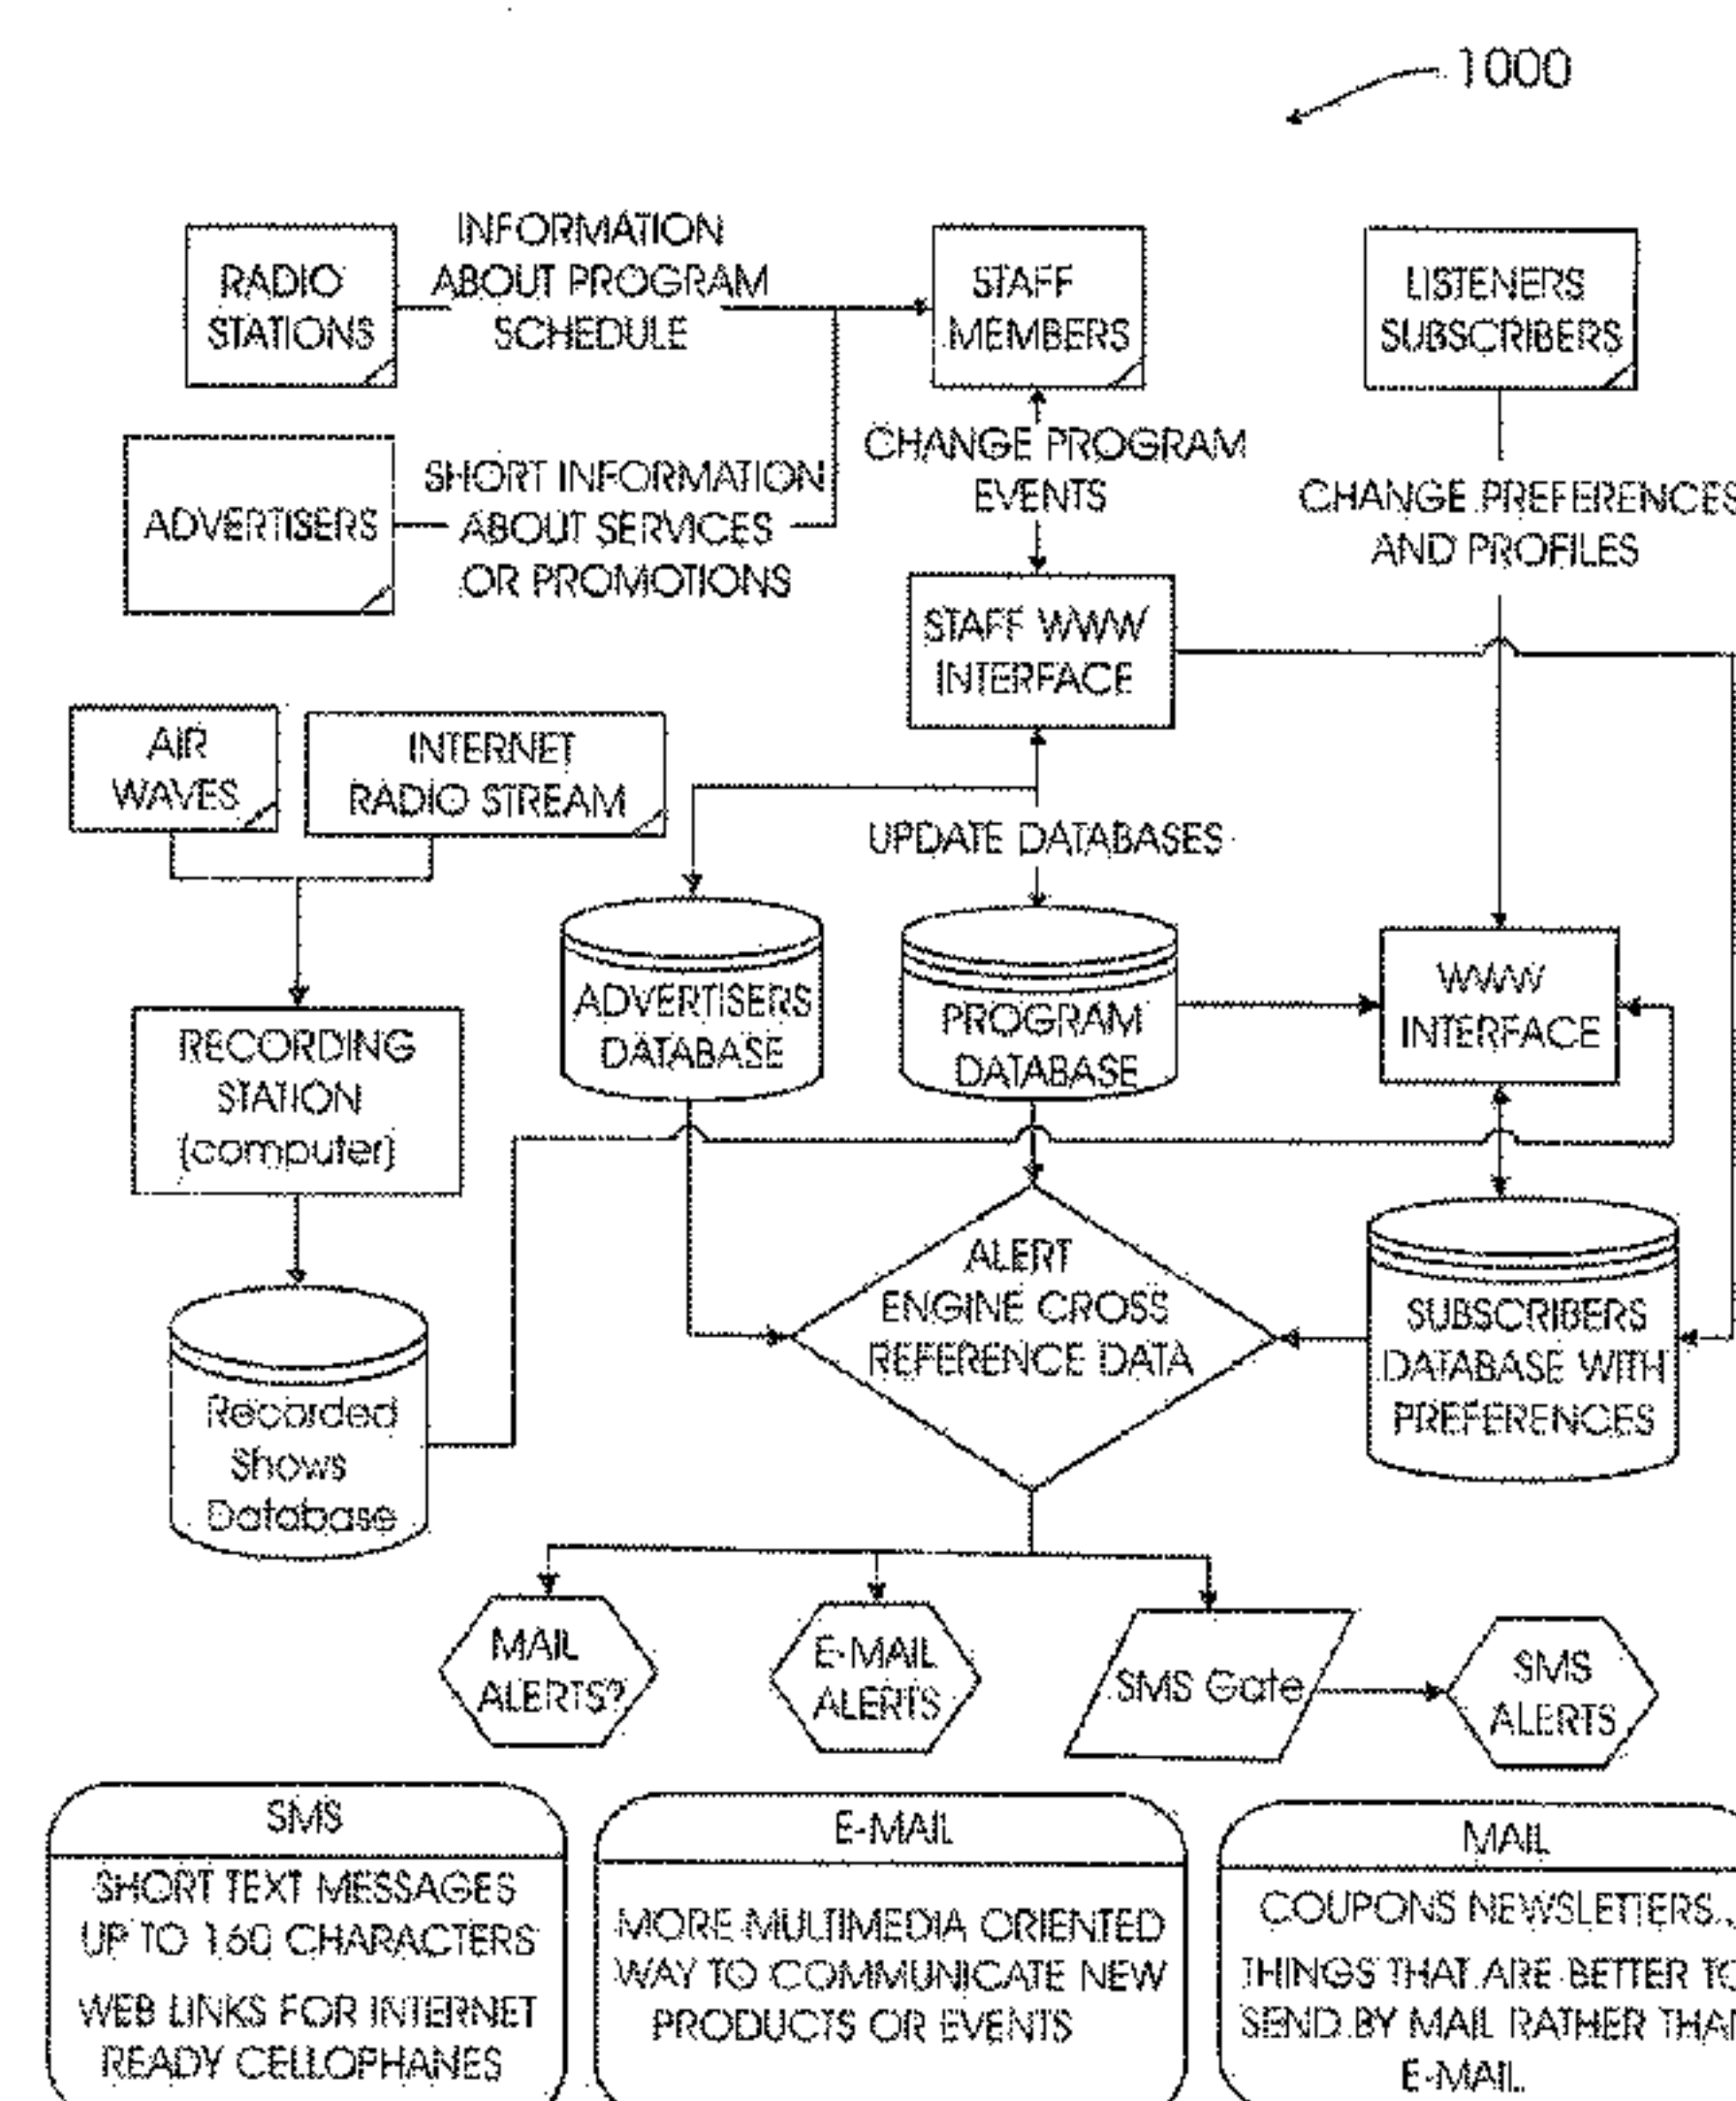 1000
RADIO
STATIONS
INFORMATION
ABOUT PROGRAM
SCHEDULE
STAFF
MEMBERS
LISTENERS
SUBSCRIBERS
ADVERTISERS
SHORT INFORMATION
ABOUT SERVICES
OR PROMOTIONS
CHANGE PROGRAM
EVENTS
CHANGE PREFERENCES
AND PROFILES
STAFF WWW
INTERFACE
AIR
WAVES
INTERNET
RADIO STREAM
UPDATE DATABASES
ADVERTISERS
DATABASE
PROGRAM
DATABASE
WWW
INTERFACE
RECORDING
STATION
(computer)
ALERT
ENGINE CROSS
REFERENCE DATA
SUBSCRIBERS
DATABASE WITH
PREFERENCES
Recorded
Shows
Database
MAIL
ALERTS?
E-MAIL
ALERTS
SMS Gate
SMS
ALERTS
SMS
SHORT TEXT MESSAGES
UP TO 160 CHARACTERS
WEB LINKS FOR INTERNET
READY CELLOPHANES
E-MAIL
MORE MULTIMEDIA ORIENTED
WAY TO COMMUNICATE NEW
PRODUCTS OR EVENTS
MAIL
COUPONS NEWSLETTERS..
THINGS THAT ARE BETTER TO
SEND BY MAIL RATHER THAN
E-MAIL.